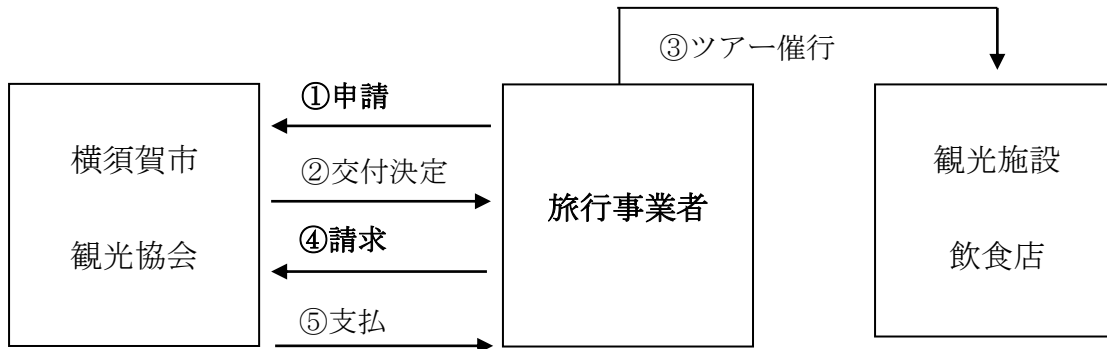 ③ツアー催行
①申請
横須賀市
観光協会
②交付決定
④請求
⑤支払
旅行事業者
観光施設
飲食店